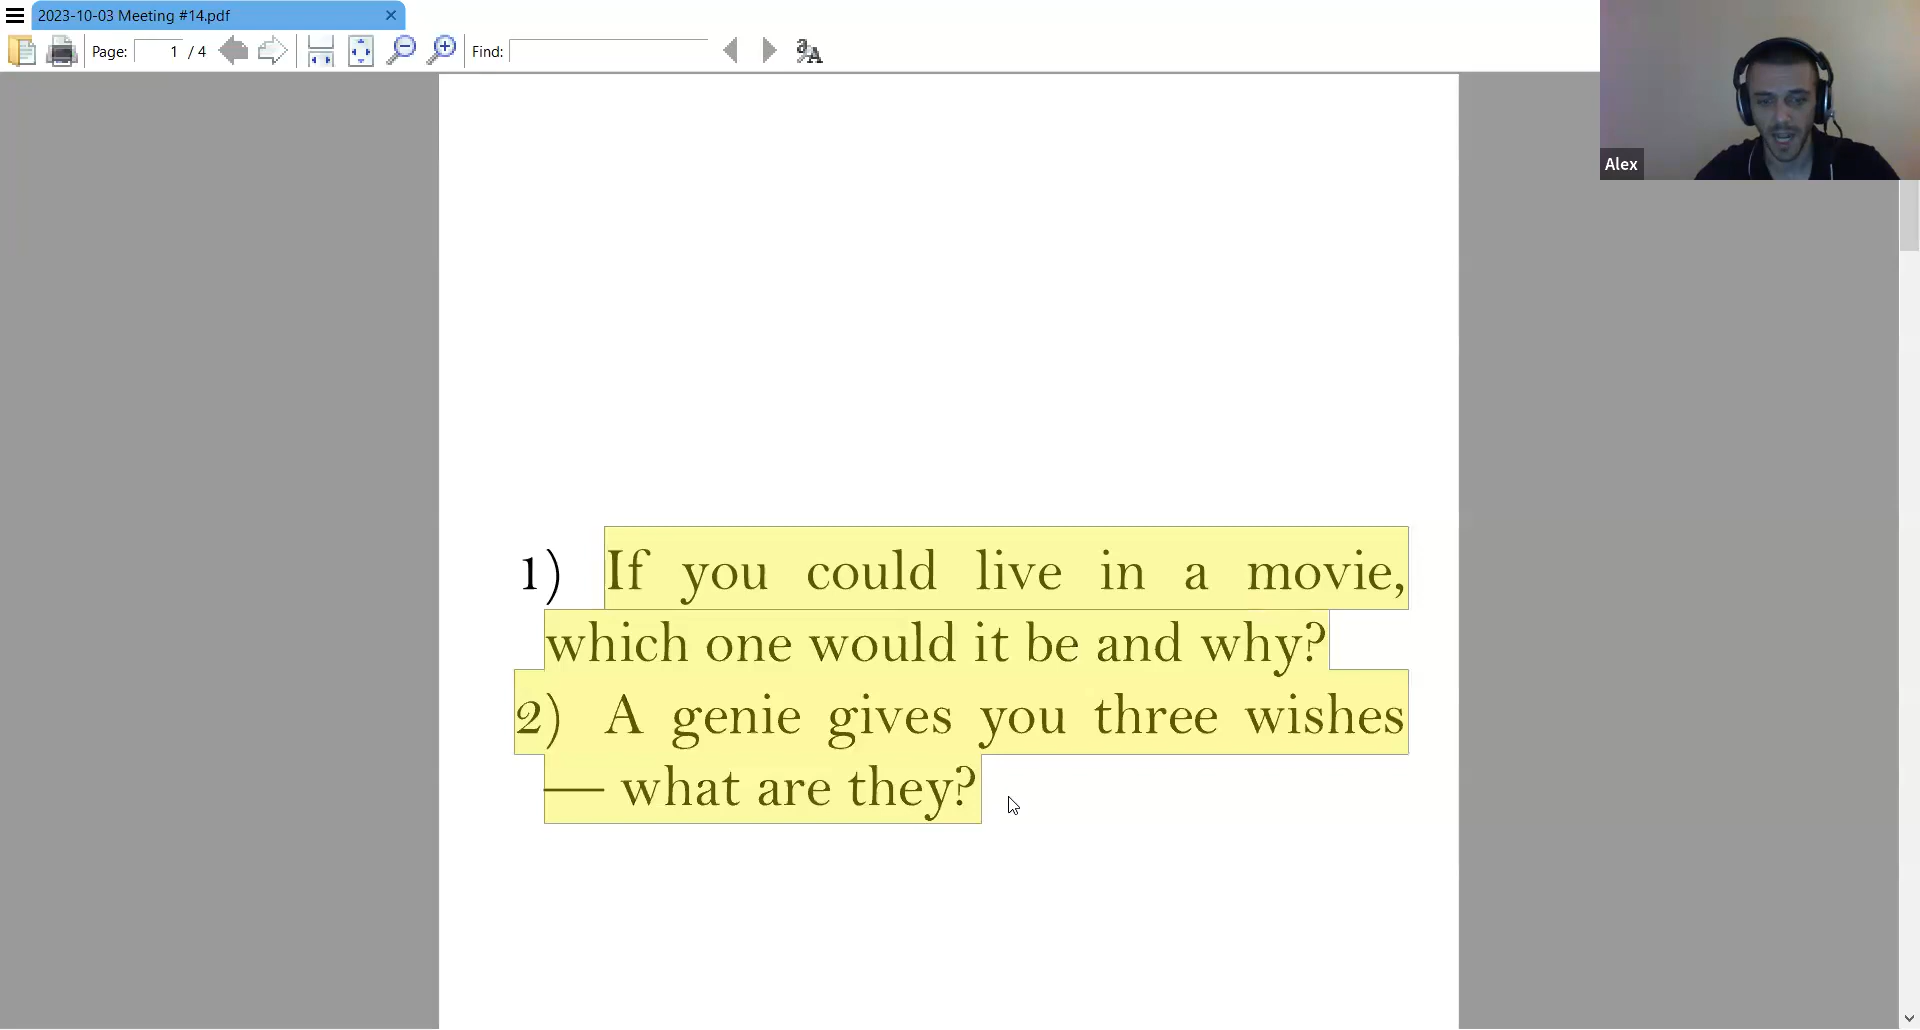 2023-10-03 Meeting #14.pdf
Page: 1 / 4 Find:
Alex
1) If you could live in a movie,
which one would it be and why?
2) A genie gives you three wishes
— what are they?